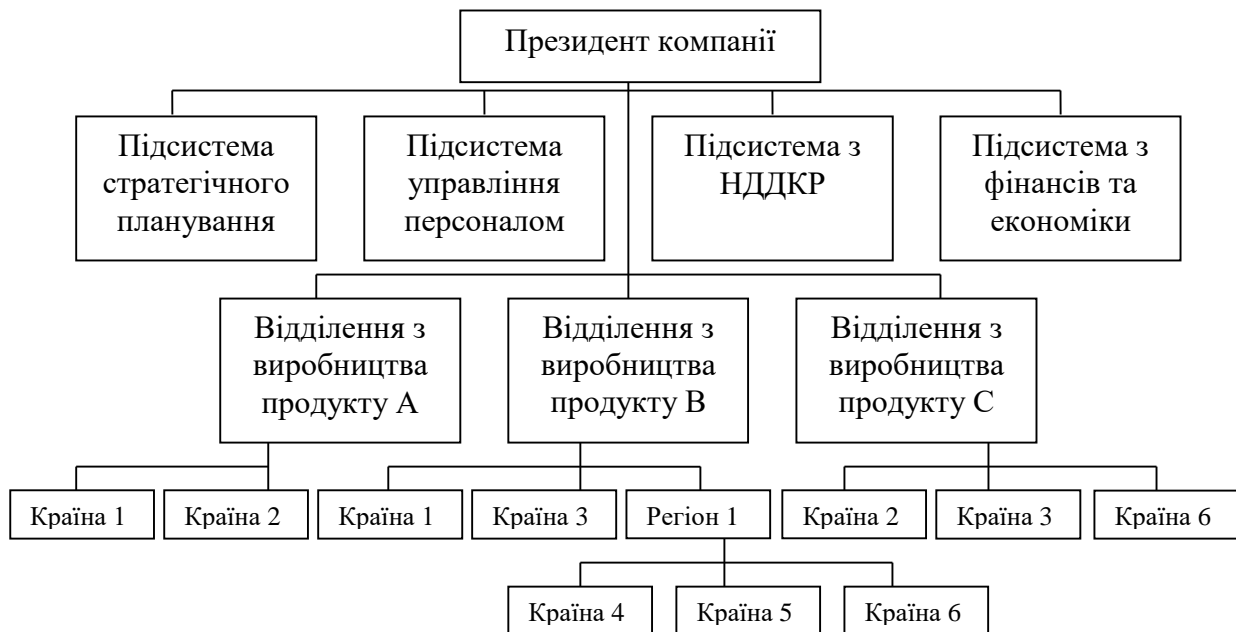 Президент компанії
Підсистема
стратегічного
планування
Підсистема
управління
персоналом
Підсистема з
НДДКР
Підсистема з
фінансів та
економіки
Відділення з
виробництва
продукту А
Відділення з
виробництва
продукту В
Відділення з
виробництва
продукту С
Країна 1
Країна 2
Країна 1
Країна 3
Регіон 1
Країна 2
Країна 3
Країна 6
Країна 4
Країна 5
Країна 6